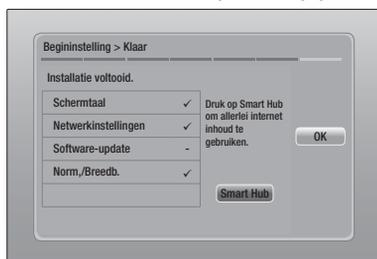 Begininstelling > Klaar
Installatie voltooid.
Schermtaal ✓
Netwerkinstellingen ✓
Software-update -
Norm,/Breedb. ✓
Druk op Smart Hub
om allerlei internet
inhoud te
gebruiken.
OK
Smart Hub